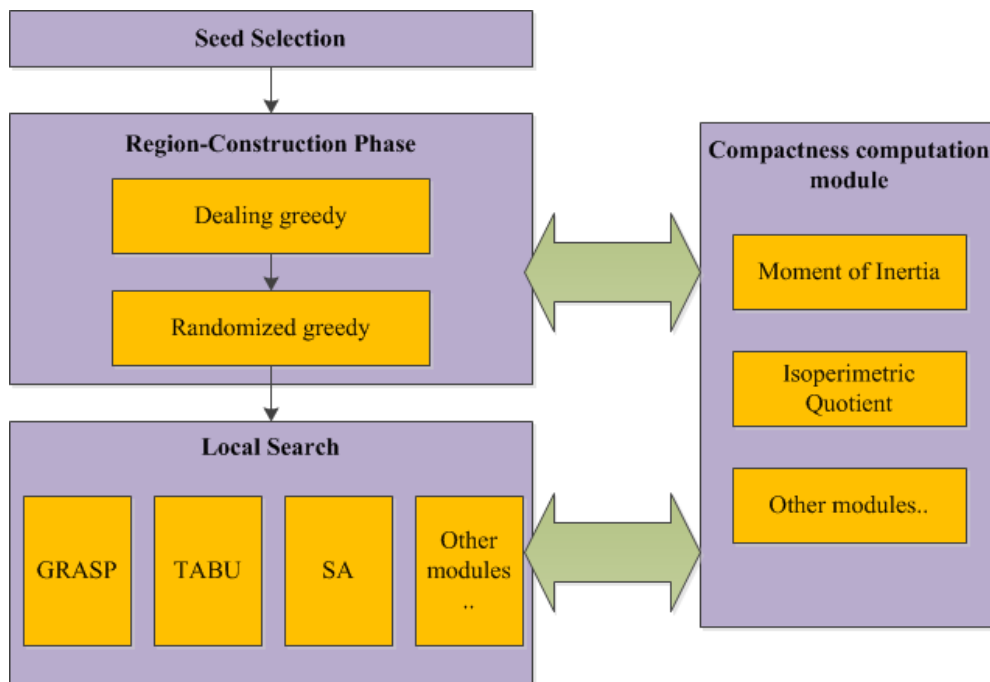 Seed Selection
Region-Construction Phase
Dealing greedy
Randomized greedy
Local Search
GRASP
TABU
SA
Other
modules
..
Compactness computation
module
Moment of Inertia
Isoperimetric
Quotient
Other modules..